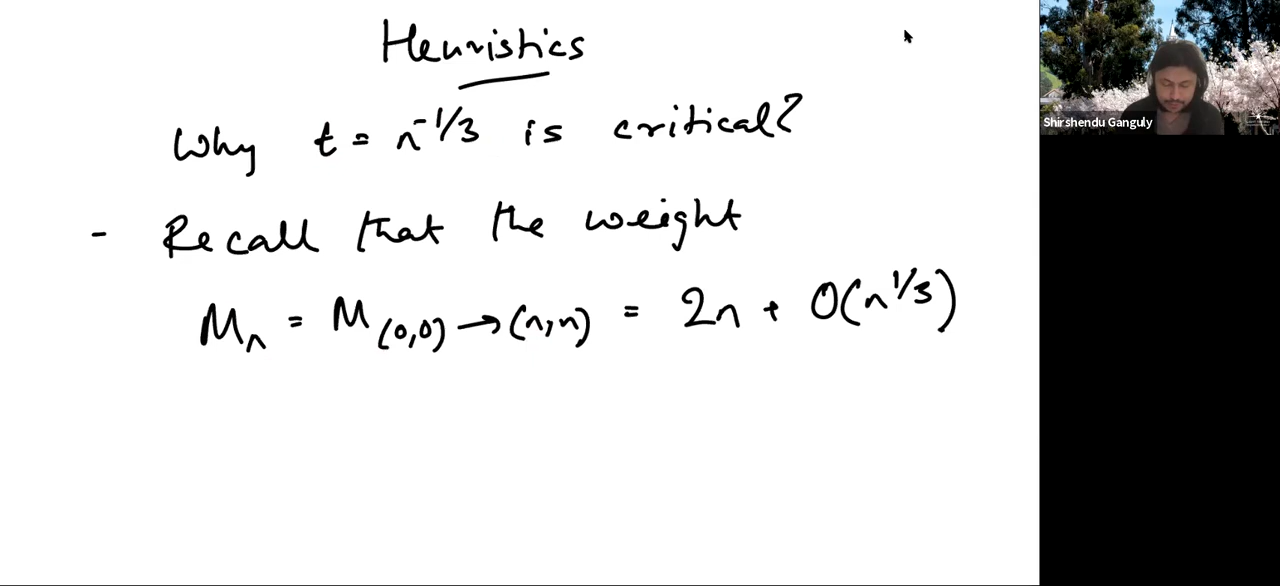 Heuristics
Why t = n^{-1/3} is critical?
- Recall that the weight
M_n = M_{(0,0) → (n,n)} = 2n + O(n^{1/3})
Shirshendu Ganguly